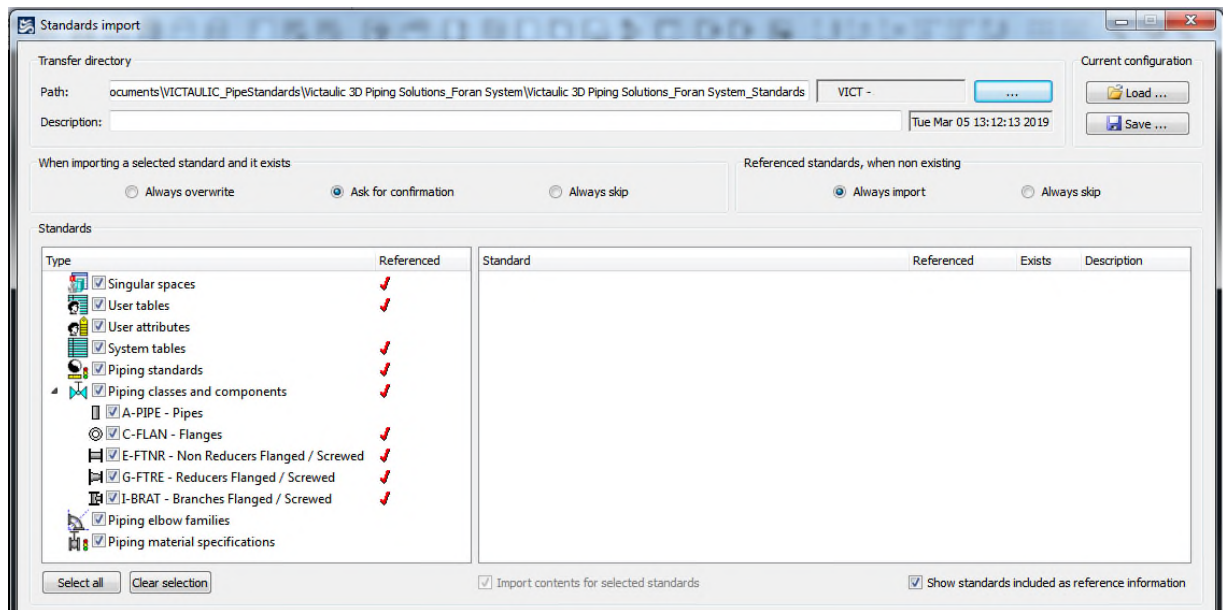 Standards import
Transfer directory
Current configuration
Path: ocuments\VICTAULIC_PipeStandards\Victaulic 3D Piping Solutions_Foran System\Victaulic 3D Piping Solutions_Foran System_Standards VICT - ... Load ...
Description: Tue Mar 05 13:12:13 2019 Save ...
When importing a selected standard and it exists
Referenced standards, when non existing
Always overwrite Ask for confirmation Always skip Always import Always skip
Standards
Type Referenced Standard Referenced Exists Description
Singular spaces
User tables
User attributes
System tables
Piping standards
Piping classes and components
A-PIPE - Pipes
C-FLAN - Flanges
E-FTNR - Non Reducers Flanged / Screwed
G-FTRE - Reducers Flanged / Screwed
I-BRAT - Branches Flanged / Screwed
Piping elbow families
Piping material specifications
Select all Clear selection Import contents for selected standards Show standards included as reference information